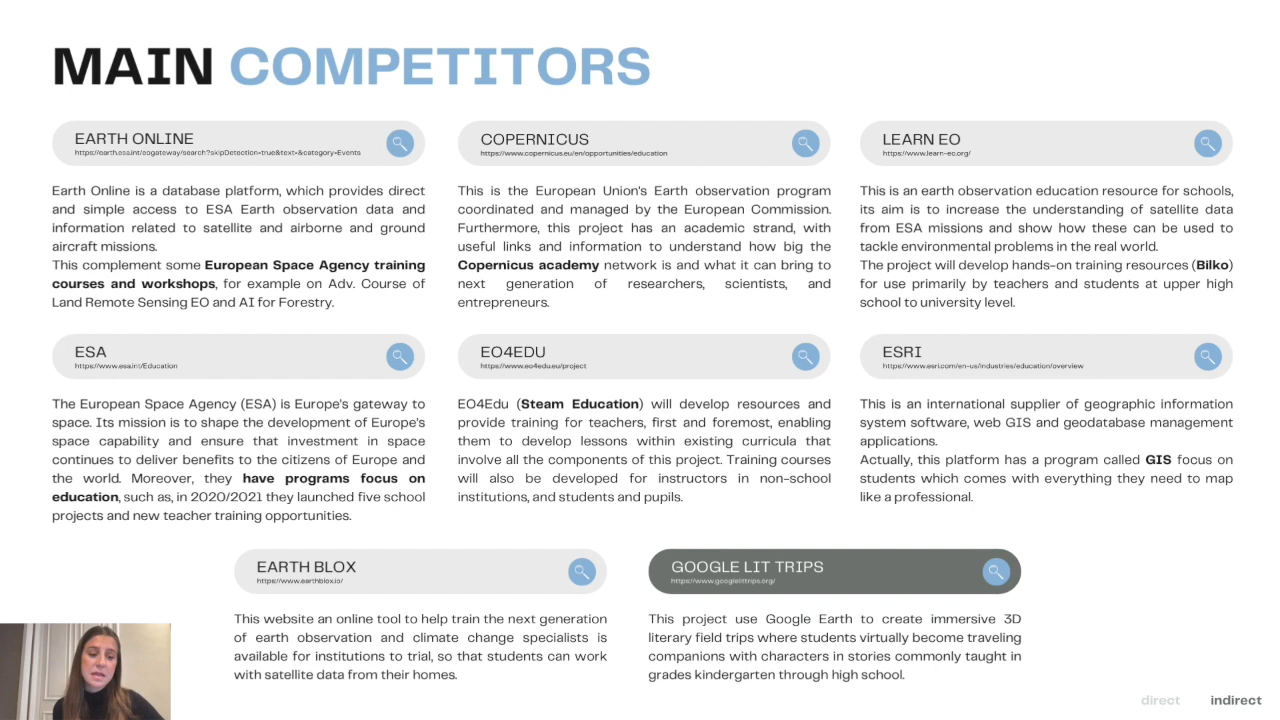 MAIN COMPETITORS
EARTH ONLINE
https://earth.esa.int/eogateway/search?skipDetection=true&text=&category=Events
Earth Online is a database platform, which provides direct
and simple access to ESA Earth observation data and
information related to satellite and airborne and ground
aircraft missions.
This complement some European Space Agency training
courses and workshops, for example on Adv. Course of
Land Remote Sensing EO and AI for Forestry.
COPERNICUS
https://www.copernicus.eu/en/opportunities/education
This is the European Union's Earth observation program
coordinated and managed by the European Commission.
Furthermore, this project has an academic strand, with
useful links and information to understand how big the
Copernicus academy network is and what it can bring to
next generation of researchers, scientists, and
entrepreneurs.
LEARN EO
https://www.learn-eo.org/
This is an earth observation education resource for schools,
its aim is to increase the understanding of satellite data
from ESA missions and show how these can be used to
tackle environmental problems in the real world.
The project will develop hands-on training resources (Bilko)
for use primarily by teachers and students at upper high
school to university level.
ESA
https://www.esa.int/Education
The European Space Agency (ESA) is Europe's gateway to
space. Its mission is to shape the development of Europe's
space capability and ensure that investment in space
continues to deliver benefits to the citizens of Europe and
the world. Moreover, they have programs focus on
education, such as, in 2020/2021 they launched five school
projects and new teacher training opportunities.
EO4EDU
https://www.eo4edu.eu/project
EO4Edu (Steam Education) will develop resources and
provide training for teachers, first and foremost, enabling
them to develop lessons within existing curricula that
involve all the components of this project. Training courses
will also be developed for instructors in non-school
institutions, and students and pupils.
ESRI
https://www.esri.com/en-us/industries/education/overview
This is an international supplier of geographic information
system software, web GIS and geodatabase management
applications.
Actually, this platform has a program called GIS focus on
students which comes with everything they need to map
like a professional.
EARTH BLOX
https://www.earthblox.io/
This website an online tool to help train the next generation
of earth observation and climate change specialists is
available for institutions to trial, so that students can work
with satellite data from their homes.
GOOGLE LIT TRIPS
https://www.googlelittrips.org/
This project use Google Earth to create immersive 3D
literary field trips where students virtually become traveling
companions with characters in stories commonly taught in
grades kindergarten through high school.
direct indirect